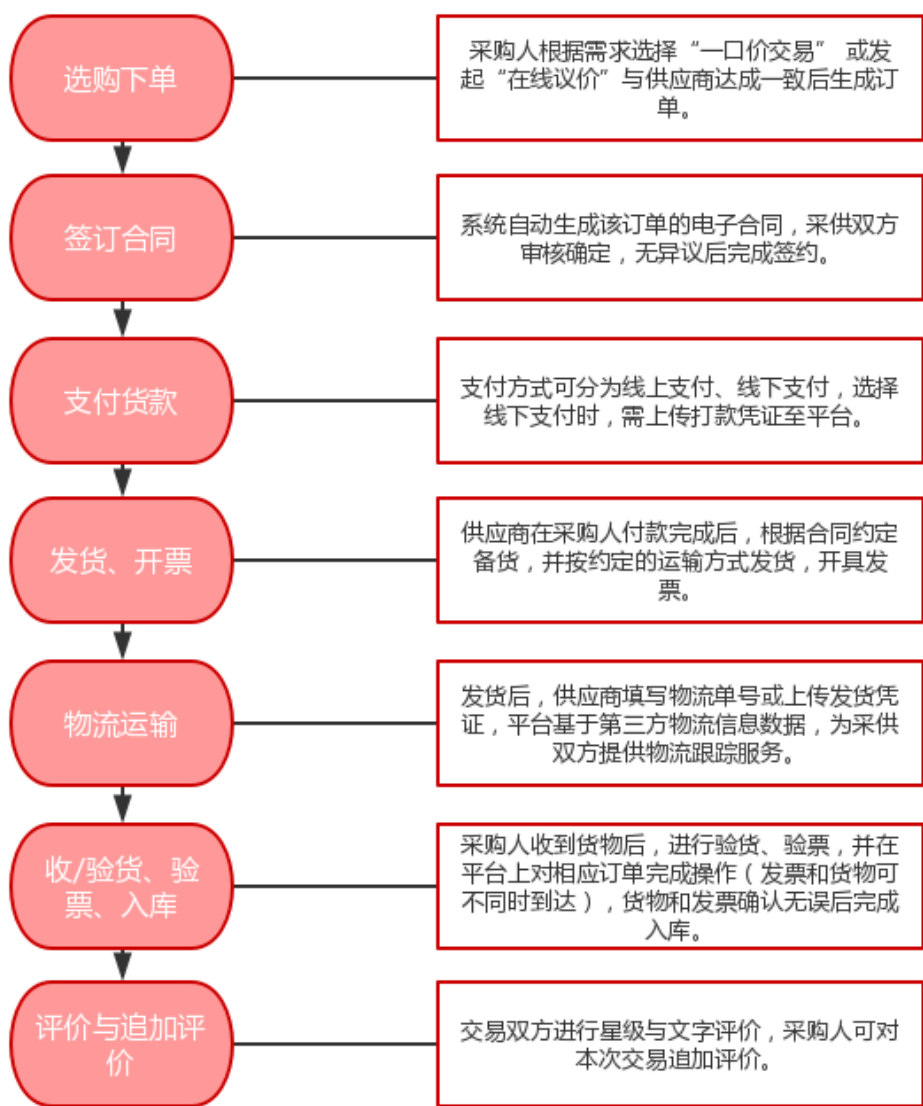 选购下单
采购人根据需求选择“一口价交易” 或发
起“在线议价”与供应商达成一致后生成订
单。
签订合同
系统自动生成该订单的电子合同，采供双方
审核确定，无异议后完成签约。
支付货款
支付方式可分为线上支付、线下支付，选择
线下支付时，需上传打款凭证至平台。
发货、开票
供应商在采购人付款完成后，根据合同约定
备货，并按约定的运输方式发货，开具发
票。
物流运输
发货后，供应商填写物流单号或上传发货凭
证，平台基于第三方物流信息数据，为采供
双方提供物流跟踪服务。
收/验货、验
票、入库
采购人收到货物后，进行验货、验票，并在
平台上对相应订单完成操作（发票和货物可
不同时到达），货物和发票确认无误后完成
入库。
评价与追加评
价
交易双方进行星级与文字评价，采购人可对
本次交易追加评价。